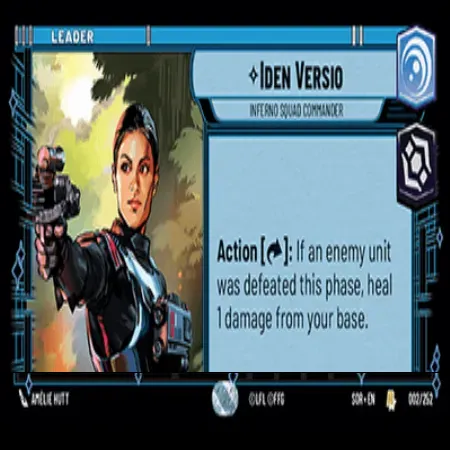 LEADER
IDEN VERSIO
INFERNO SQUAD COMMANDER
Action [ ]: If an enemy unit
was defeated this phase, heal
1 damage from your base.
AMÉLIE HUTT
©LFL ©FFG
SOR • EN
002/252